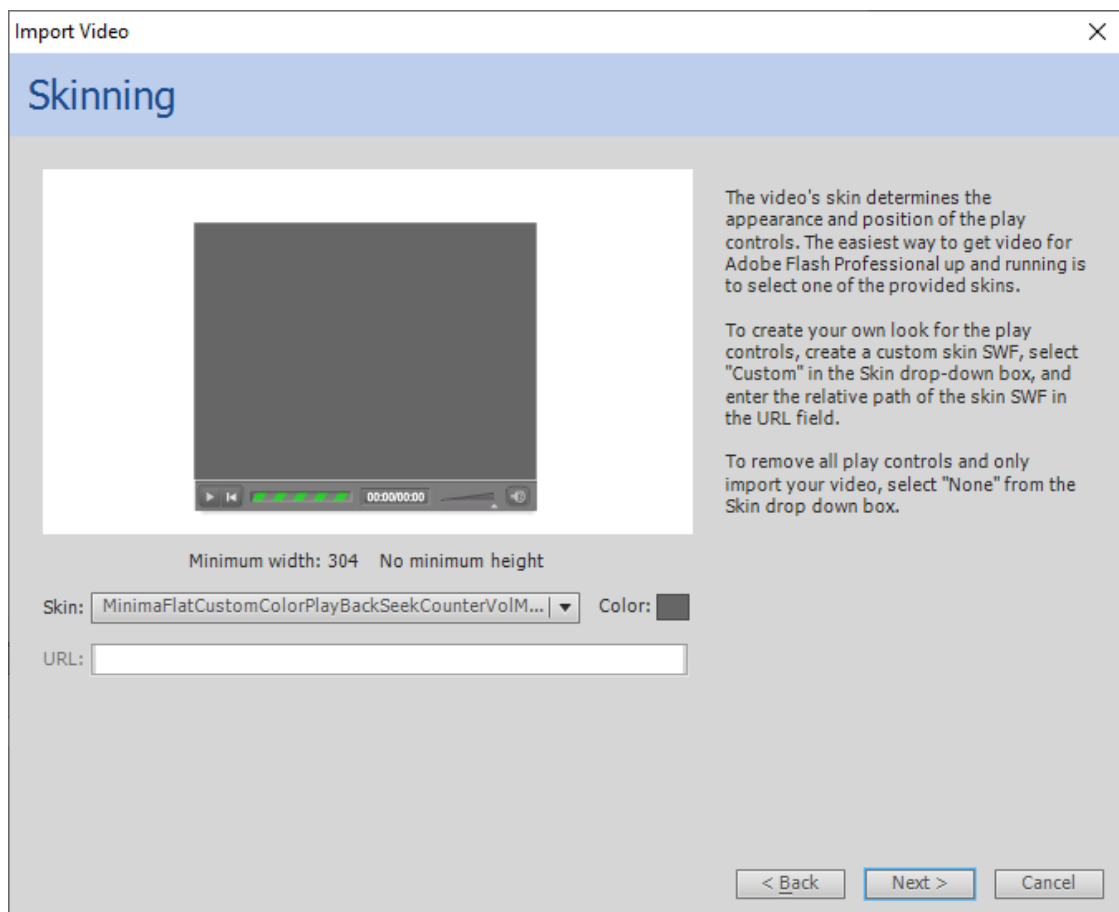 Import Video
Skinning
The video's skin determines the
appearance and position of the play
controls. The easiest way to get video for
Adobe Flash Professional up and running is
to select one of the provided skins.
To create your own look for the play
controls, create a custom skin SWF, select
"Custom" in the Skin drop-down box, and
enter the relative path of the skin SWF in
the URL field.
To remove all play controls and only
import your video, select "None" from the
Skin drop down box.
00:00/00:00
Minimum width: 304 No minimum height
Skin: MinimaFlatCustomColorPlayBackSeekCounterVolM... Color:
URL:
< Back Next > Cancel